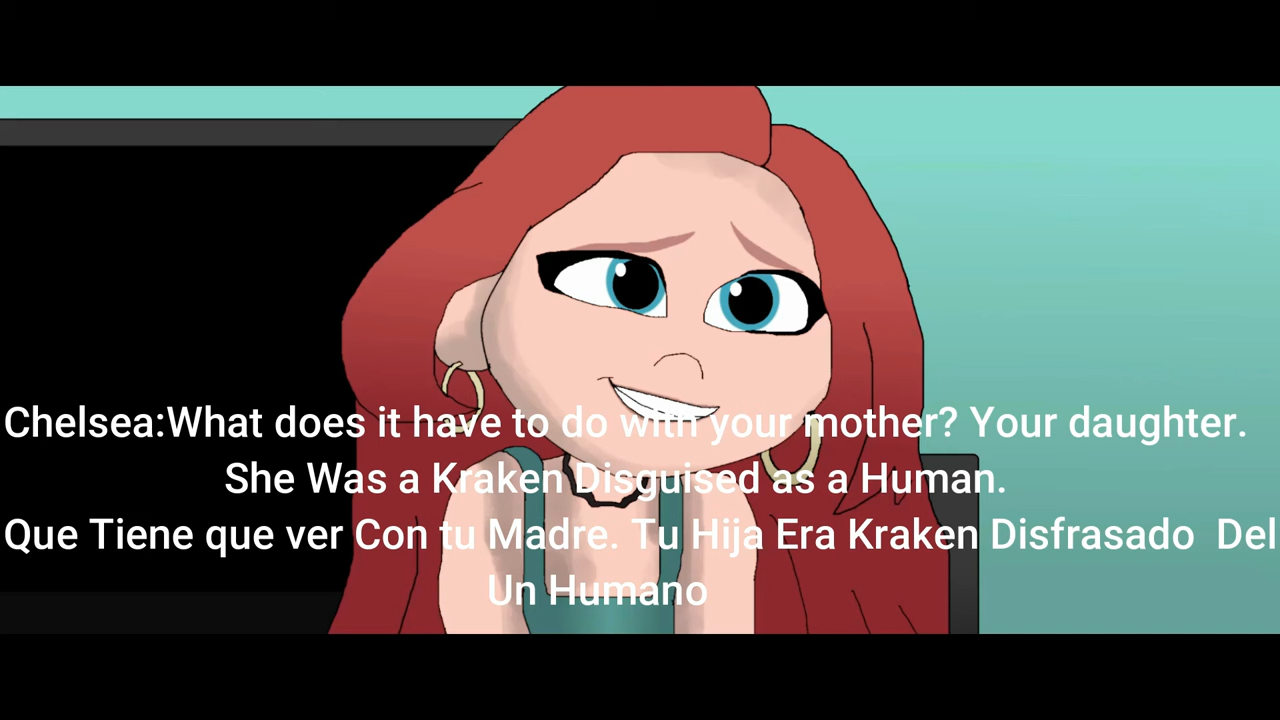 Chelsea:What does it have to do with your mother? Your daughter.
She Was a Kraken Disguised as a Human.
Que Tiene que ver Con tu Madre. Tu Hija Era Kraken Disfrasado Del
Un Humano